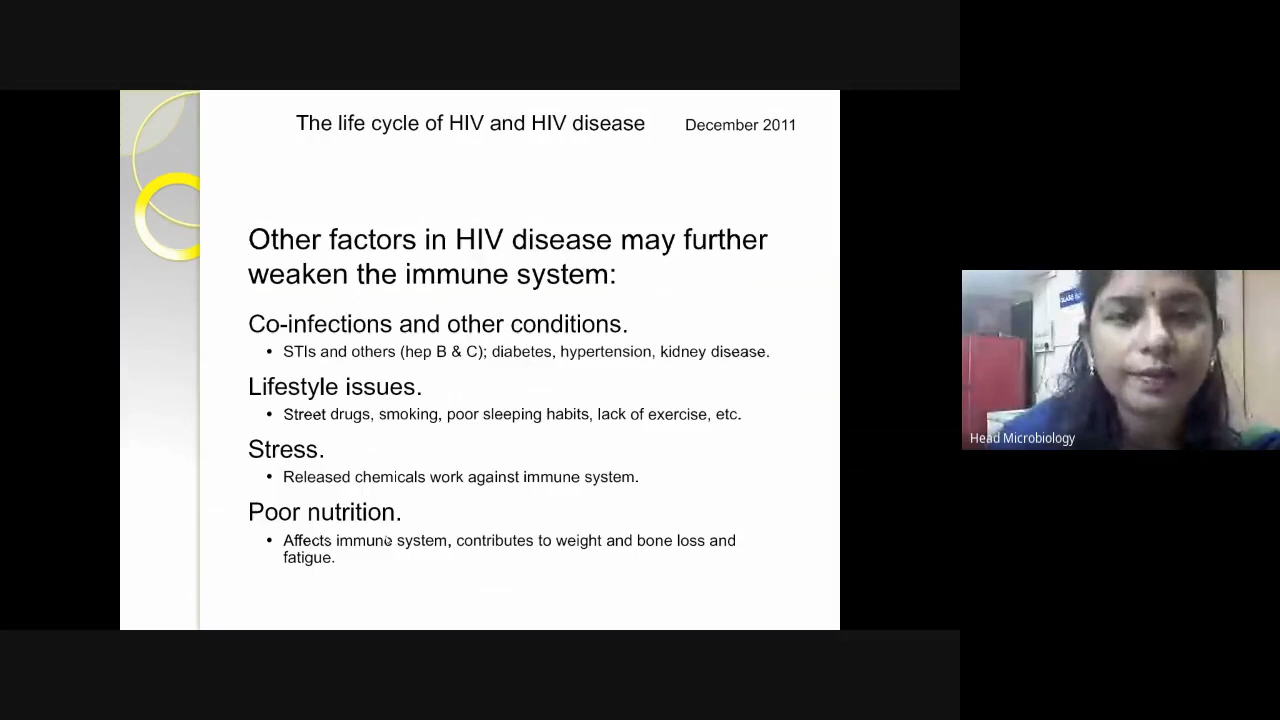 The life cycle of HIV and HIV disease December 2011
Other factors in HIV disease may further
weaken the immune system:
Co-infections and other conditions.
• STIs and others (hep B & C); diabetes, hypertension, kidney disease.
Lifestyle issues.
• Street drugs, smoking, poor sleeping habits, lack of exercise, etc.
Stress.
• Released chemicals work against immune system.
Poor nutrition.
• Affects immune system, contributes to weight and bone loss and
fatigue.
Head Microbiology